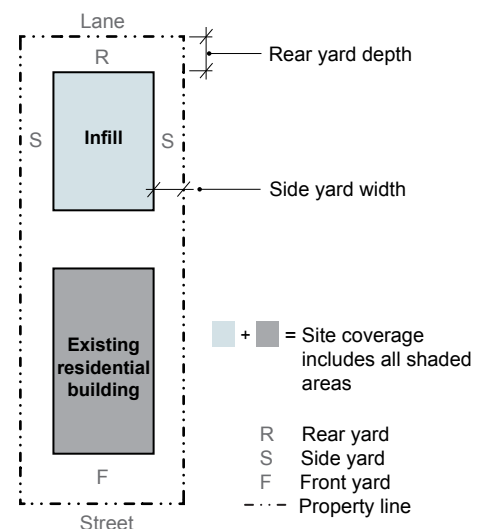 Lane
R
Rear yard depth
S
Infill
S
Side yard width
Existing
residential
building
+ = Site coverage
includes all shaded
areas
F
R Rear yard
S Side yard
F Front yard
Property line
Street